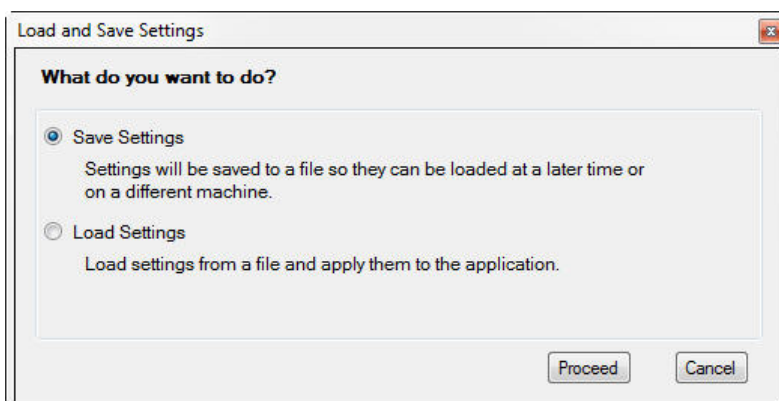 Load and Save Settings
What do you want to do?
Save Settings
Settings will be saved to a file so they can be loaded at a later time or
on a different machine.
Load Settings
Load settings from a file and apply them to the application.
Proceed Cancel